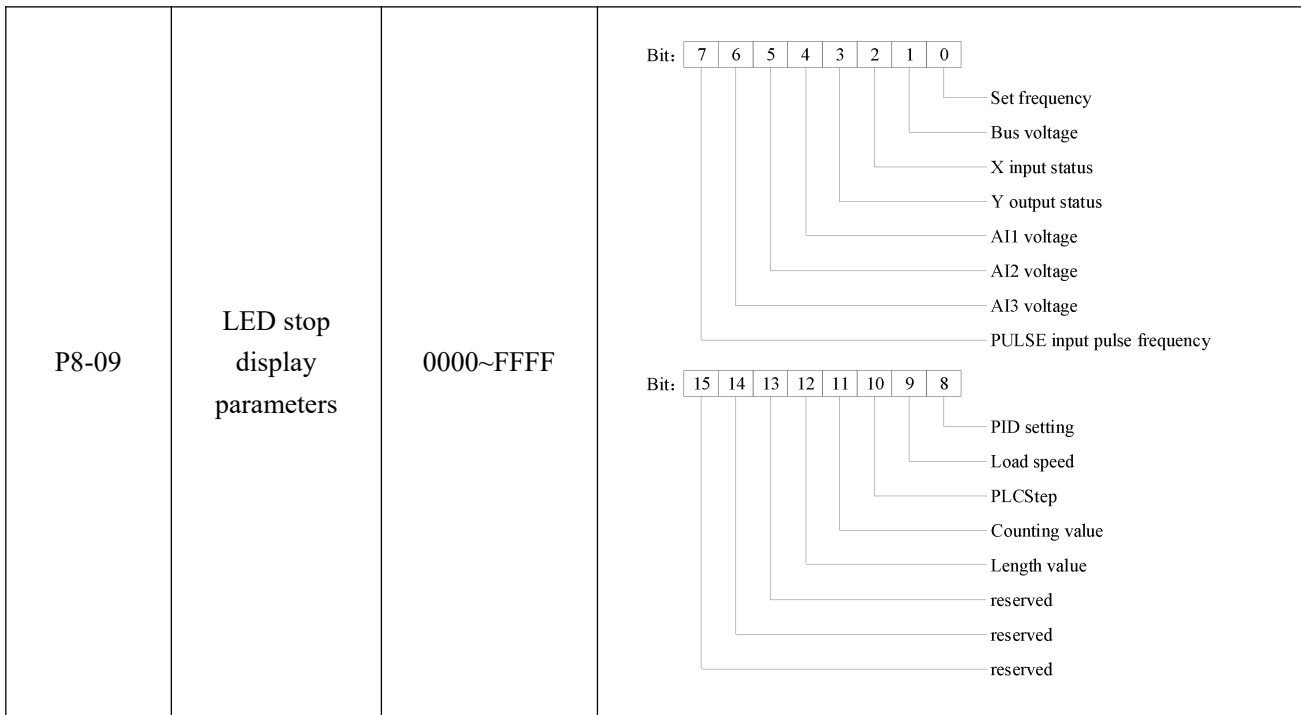 P8-09
LED stop
display
parameters
0000~FFFF
Bit: 7 6 5 4 3 2 1 0
Set frequency
Bus voltage
X input status
Y output status
AI1 voltage
AI2 voltage
AI3 voltage
PULSE input pulse frequency
Bit: 15 14 13 12 11 10 9 8
PID setting
Load speed
PLCStep
Counting value
Length value
reserved
reserved
reserved